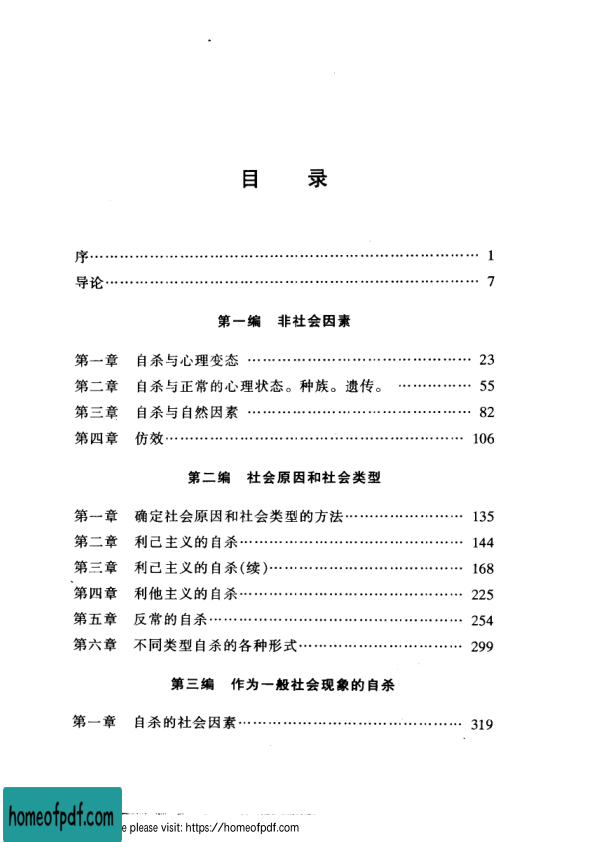 目 录
序………………………………………………………………… 1
导论……………………………………………………………… 7
第一编 非社会因素
第一章 自杀与心理变态 ……………………………………… 23
第二章 自杀与正常的心理状态。种族。遗传。 …………… 55
第三章 自杀与自然因素 ……………………………………… 82
第四章 仿效…………………………………………………… 106
第二编 社会原因和社会类型
第一章 确定社会原因和社会类型的方法…………………… 135
第二章 利己主义的自杀……………………………………… 144
第三章 利己主义的自杀(续)………………………………… 168
第四章 利他主义的自杀……………………………………… 225
第五章 反常的自杀…………………………………………… 254
第六章 不同类型自杀的各种形式…………………………… 299
第三编 作为一般社会现象的自杀
第一章 自杀的社会因素……………………………………… 319
homeofpdf.com
please visit: https://homeofpdf.com